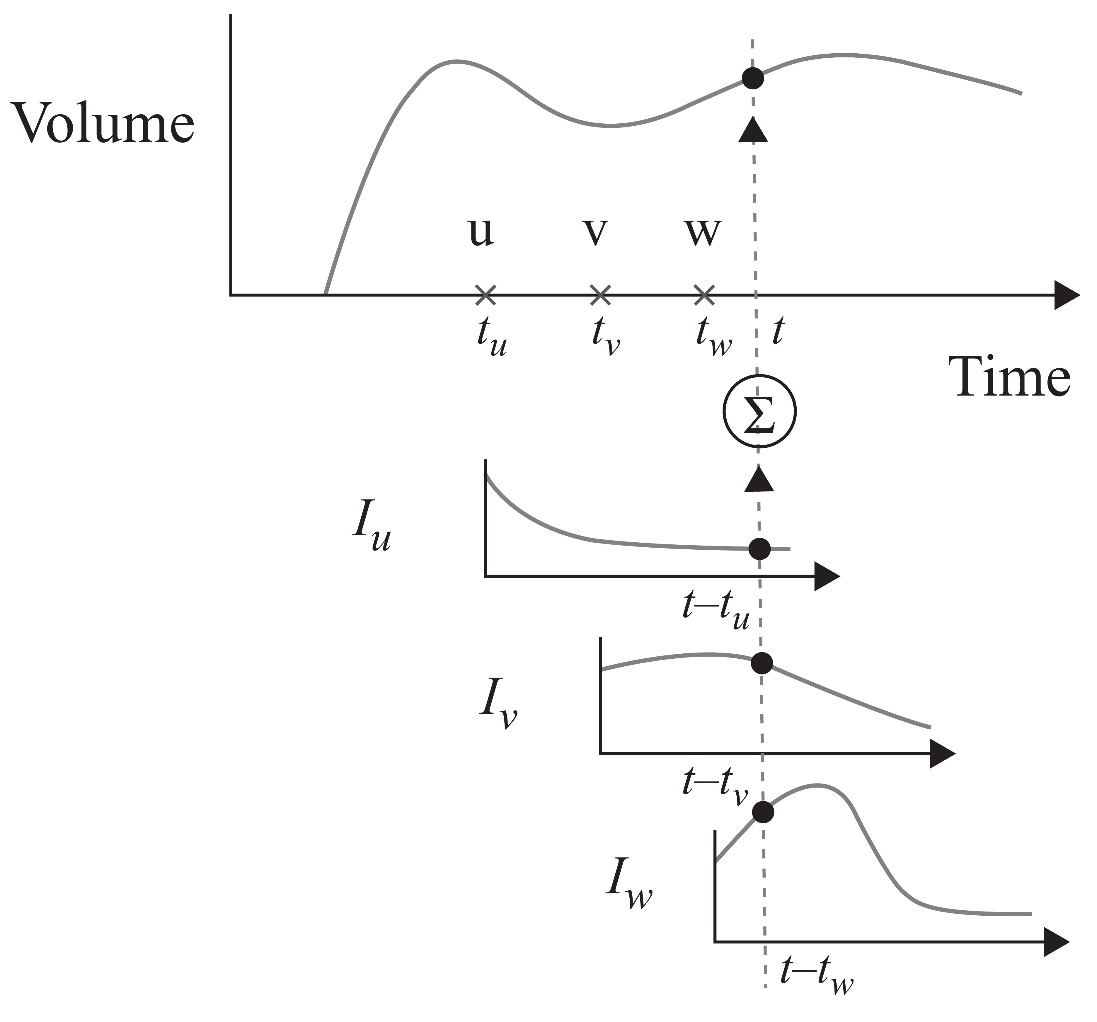 Volume
u v w
t_u t_v t_w t
Time
Σ
I_u
t–t_u
I_v
t–t_v
I_w
t–t_w